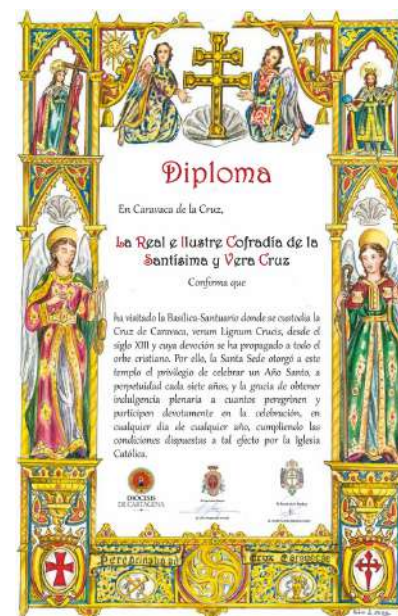 Diploma
En Caravaca de la Cruz,
La Real e Ilustre Cofradía de la
Santísima y Vera Cruz
Confirma que
ha visitado la Basílica-Santuario donde se custodia la
Cruz de Caravaca, verum Lignum Crucis, desde el
siglo XIII y cuya devoción se ha propagado a todo el
orbe cristiano. Por ello, la Santa Sede otorgó a este
templo el privilegio de celebrar un Año Santo, a
perpetuidad cada siete años, y la gracia de obtener
indulgencia plenaria a cuantos peregrinen y
participen devotamente en la celebración, en
cualquier día de cualquier año, cumpliendo las
condiciones dispuestas a tal efecto por la Iglesia
Católica.
DIOCESIS
DE CARTAGENA